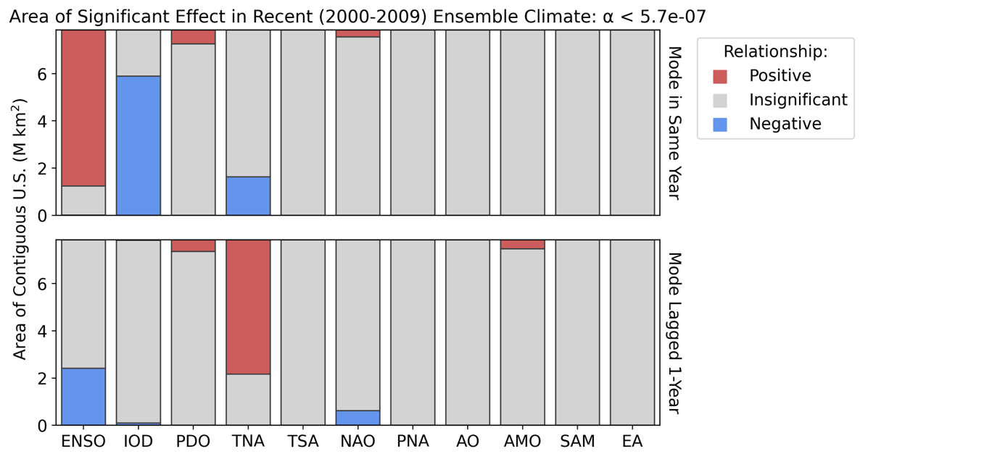 Area of Significant Effect in Recent (2000-2009) Ensemble Climate: α < 5.7e-07
Area of Contiguous U.S. (M km²)
6
4
2
0
Mode in Same Year
6
4
2
0
Mode Lagged 1-Year
ENSO IOD PDO TNA TSA NAO PNA AO AMO SAM EA
Relationship:
Positive
Insignificant
Negative